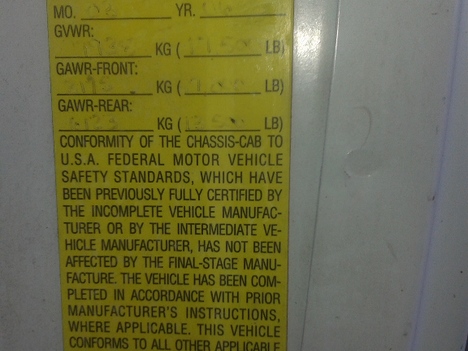 MO. YR.
GVWR:
KG ( LB)
GAWR-FRONT:
KG ( LB)
GAWR-REAR:
KG ( LB)
CONFORMITY OF THE CHASSIS-CAB TO
U.S.A. FEDERAL MOTOR VEHICLE
SAFETY STANDARDS, WHICH HAVE
BEEN PREVIOUSLY FULLY CERTIFIED BY
THE INCOMPLETE VEHICLE MANUFAC-
TURER OR BY THE INTERMEDIATE VE-
HICLE MANUFACTURER, HAS NOT BEEN
AFFECTED BY THE FINAL-STAGE MANU-
FACTURE. THE VEHICLE HAS BEEN COM-
PLETED IN ACCORDANCE WITH PRIOR
MANUFACTURER'S INSTRUCTIONS,
WHERE APPLICABLE. THIS VEHICLE
CONFORMS TO ALL OTHER APPLICABLE